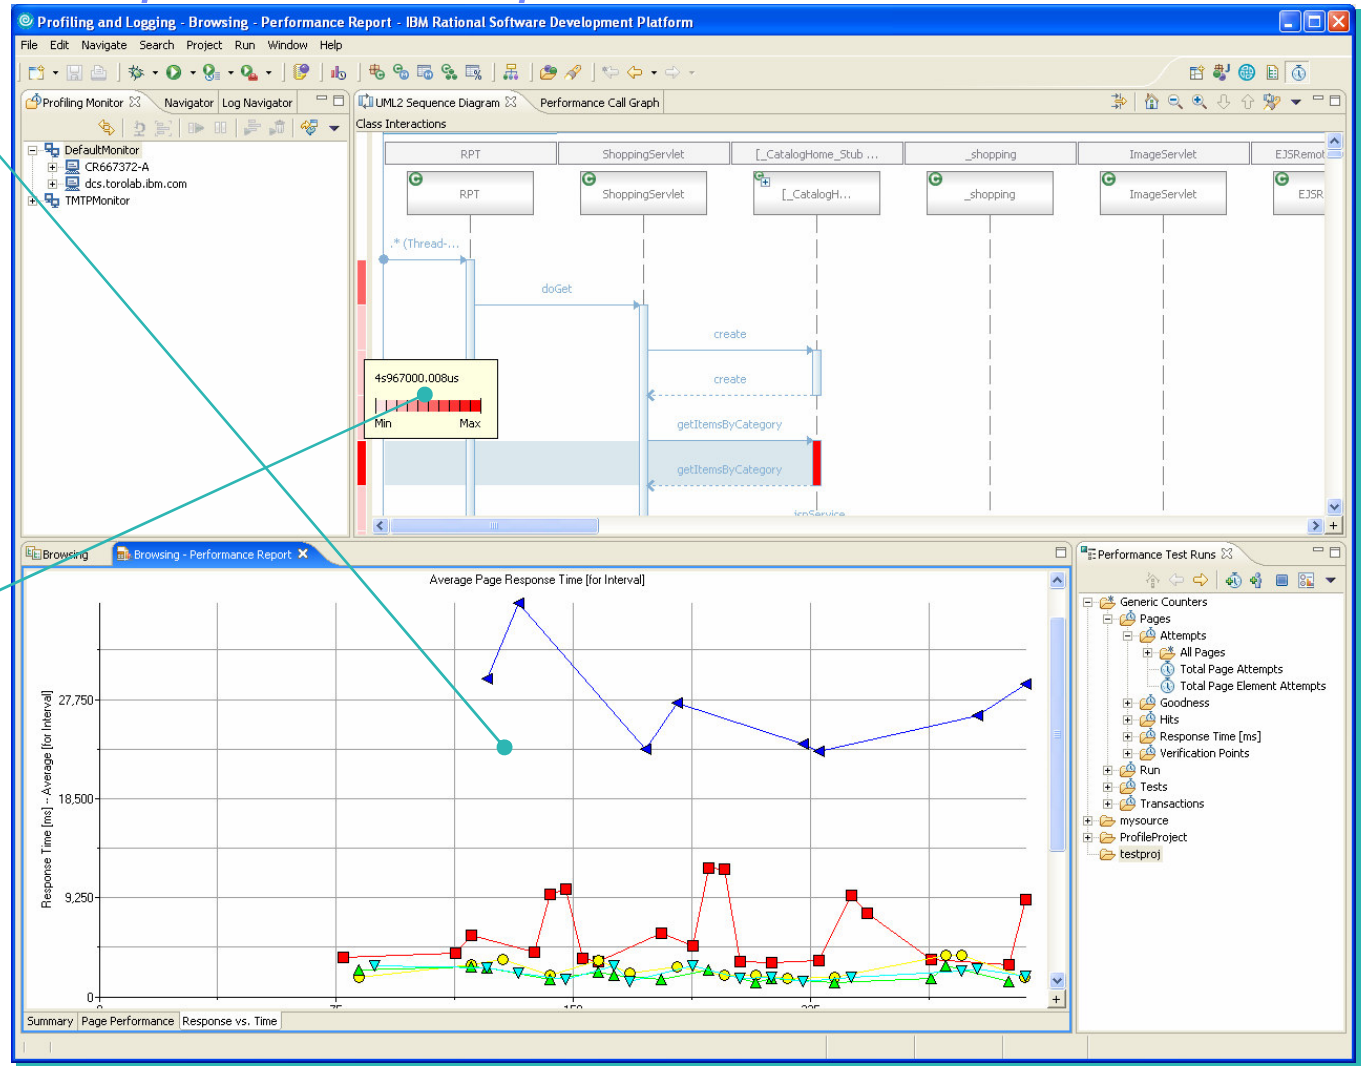 Profiling and Logging - Browsing - Performance Report - IBM Rational Software Development Platform
File Edit Navigate Search Project Run Window Help
Profiling Monitor Navigator Log Navigator
UML2 Sequence Diagram Performance Call Graph
Class Interactions
DefaultMonitor
CR667372-A
dcs.torolab.ibm.com
TMTPMonitor
RPT ShoppingServlet [_CatalogHome_Stub ... _shopping ImageServlet EJSRemot
RPT ShoppingServlet [_CatalogH... _shopping ImageServlet EJSR
.* (Thread-...
doGet
create
create
4s967000.008us
Min Max
getItemsByCategory
getItemsByCategory
jspService
Browsing Browsing - Performance Report
Average Page Response Time [for Interval]
Response Time [ms] -- Average [for Interval]
27,750
18,500
9,250
0
0 75 150 225
Summary Page Performance Response vs. Time
Performance Test Runs
Generic Counters
Pages
Attempts
All Pages
Total Page Attempts
Total Page Element Attempts
Goodness
Hits
Response Time [ms]
Verification Points
Run
Tests
Transactions
mysource
ProfileProject
testproj